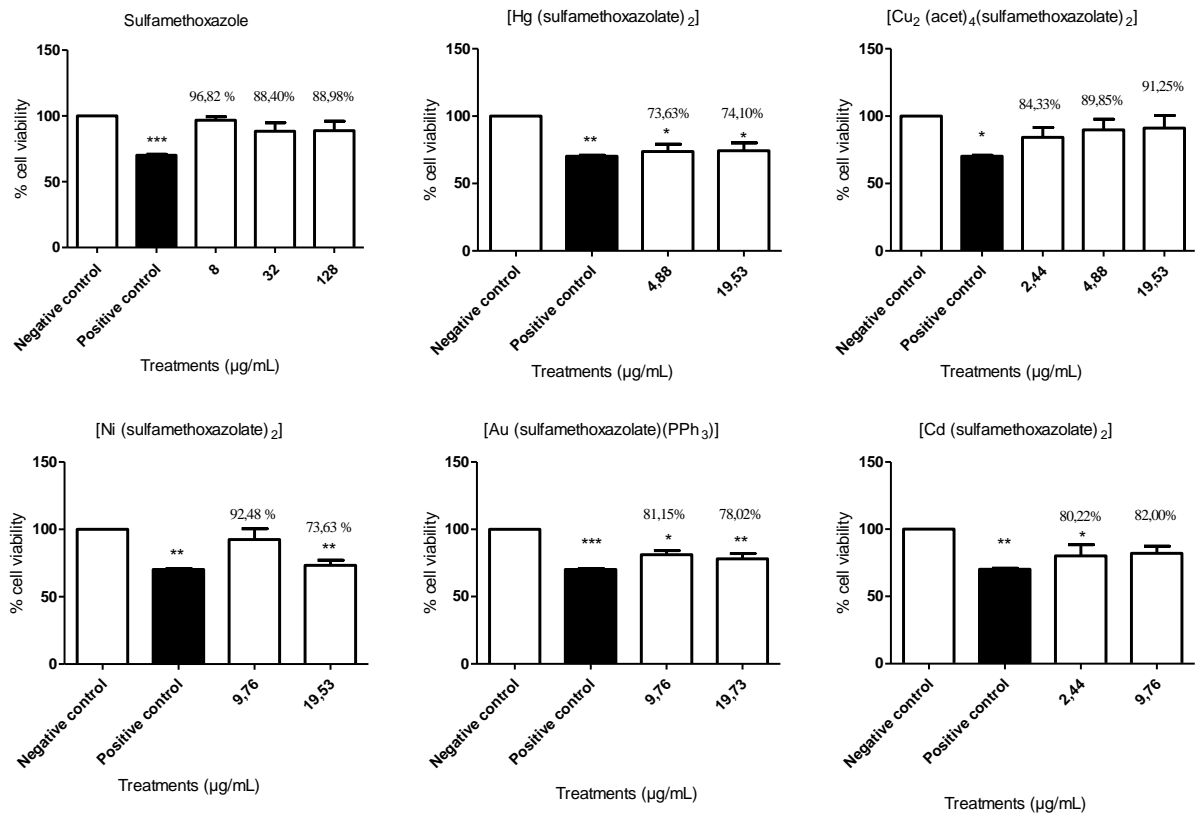 Sulfamethoxazole
150
100
50
0
% cell viability
***
96,82 %
88,40%
88,98%
Negative control
Positive control
8
32
128
Treatments (µg/mL)
[Hg (sulfamethoxazolate)2]
150
100
50
0
% cell viability
**
73,63%
*
74,10%
*
Negative control
Positive control
4,88
19,53
Treatments (µg/mL)
[Cu2 (acet)4(sulfamethoxazolate)2]
150
100
50
0
% cell viability
*
84,33%
89,85%
91,25%
Negative control
Positive control
2,44
4,88
19,53
Treatments (µg/mL)
[Ni (sulfamethoxazolate)2]
150
100
50
0
% cell viability
**
92,48 %
73,63 %
**
Negative control
Positive control
9,76
19,53
Treatments (µg/mL)
[Au (sulfamethoxazolate)(PPh3)]
150
100
50
0
% cell viability
***
81,15%
*
78,02%
**
Negative control
Positive control
9,76
19,73
Treatments (µg/mL)
[Cd (sulfamethoxazolate)2]
150
100
50
0
% cell viability
**
80,22%
*
82,00%
Negative control
Positive control
2,44
9,76
Treatments (µg/mL)